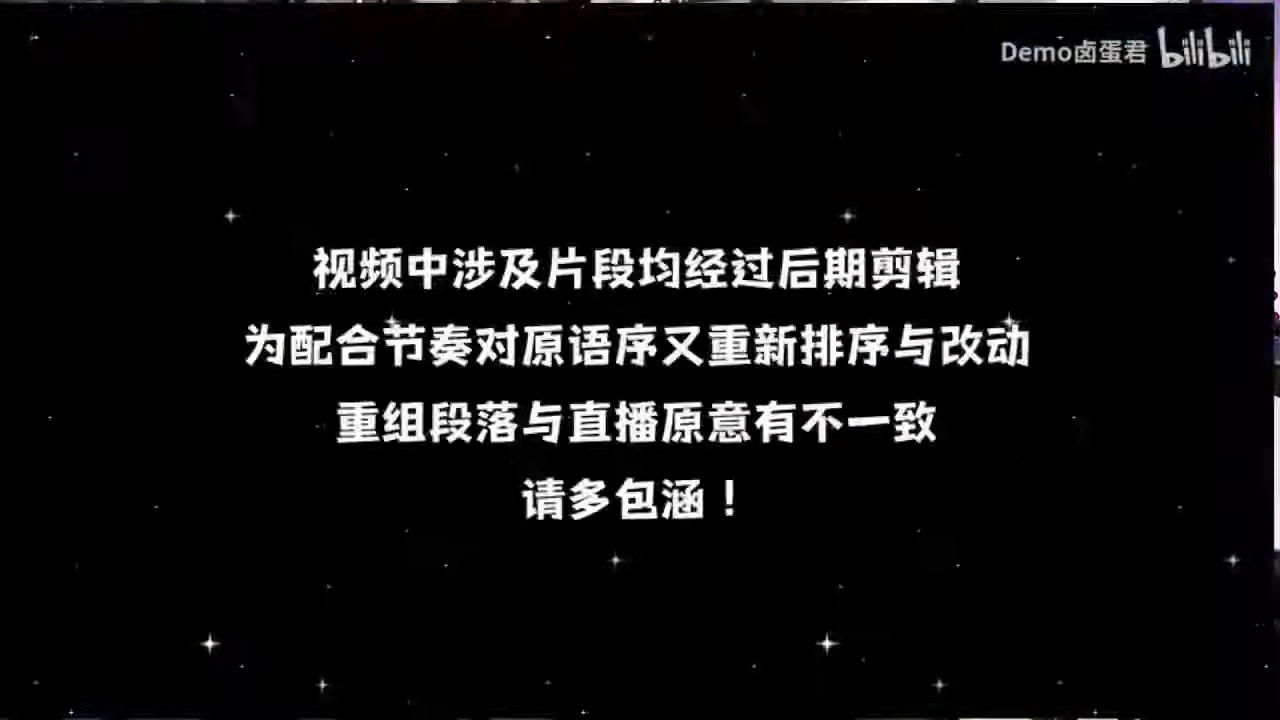 Demo卤蛋君 bilibili
视频中涉及片段均经过后期剪辑
为配合节奏对原语序又重新排序与改动
重组段落与直播原意有不一致
请多包涵！